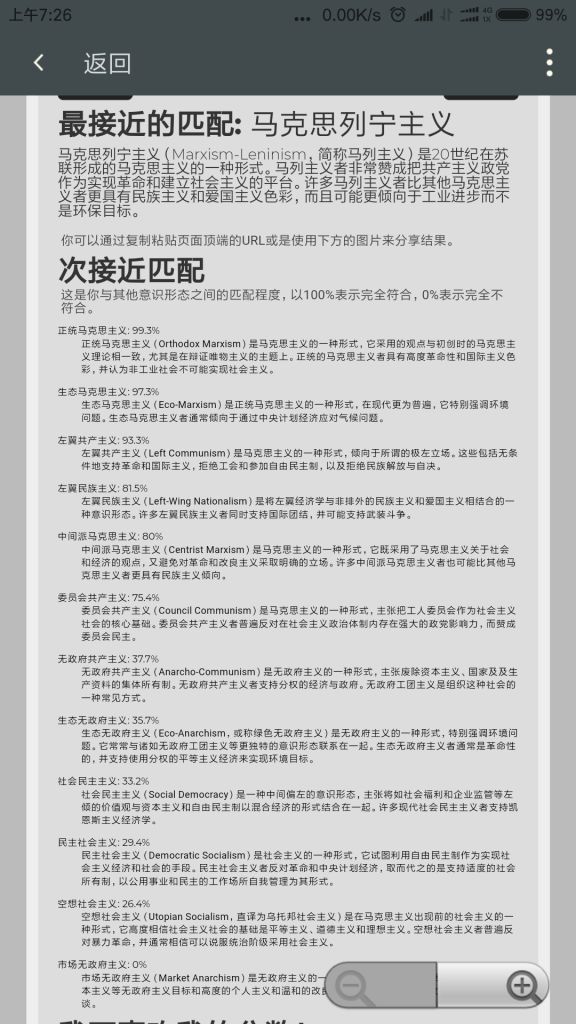 上午7:26
... 0.00K/s 4G 1X 99%
返回
最接近的匹配: 马克思列宁主义
马克思列宁主义（Marxism-Leninism，简称马列主义）是20世纪在苏
联形成的马克思主义的一种形式。马列主义者非常赞成把共产主义政党
作为实现革命和建立社会主义的平台。许多马列主义者比其他马克思主
义者更具有民族主义和爱国主义色彩，而且可能更倾向于工业进步而不
是环保目标。
你可以通过复制粘贴页面顶端的URL或是使用下方的图片来分享结果。
次接近匹配
这是你与其他意识形态之间的匹配程度，以100%表示完全符合，0%表示完全不
符合。
正统马克思主义: 99.3%
正统马克思主义（Orthodox Marxism）是马克思主义的一种形式，它采用的观点与初创时的马克思主
义理论相一致，尤其是在辩证唯物主义的主题上。正统的马克思主义者具有高度革命性和国际主义色
彩，并认为非工业社会不可能实现社会主义。
生态马克思主义: 97.3%
生态马克思主义（Eco-Marxism）是正统马克思主义的一种形式，在现代更为普遍，它特别强调环境
问题。生态马克思主义者通常倾向于通过中央计划经济应对气候问题。
左翼共产主义: 93.3%
左翼共产主义（Left Communism）是马克思主义的一种形式，倾向于所谓的极左立场。这些包括无条
件地支持革命和国际主义，拒绝工会和参加自由民主制，以及拒绝民族解放与自决。
左翼民族主义: 81.5%
左翼民族主义（Left-Wing Nationalism）是将左翼经济学与非排外的民族主义和爱国主义相结合的一
种意识形态。许多左翼民族主义者同时支持国际团结，并可能支持武装斗争。
中间派马克思主义: 80%
中间派马克思主义（Centrist Marxism）是马克思主义的一种形式，它既采用了马克思主义关于社会
和经济的观点，又避免对革命和改良主义采取明确的立场。许多中间派马克思主义者也可能比其他马
克思主义者更具有民族主义倾向。
委员会共产主义: 75.4%
委员会共产主义（Council Communism）是马克思主义的一种形式，主张把工人委员会作为社会主义
社会的核心基础。委员会共产主义者普遍反对在社会主义政治体制内存在强大的政党影响力，而赞成
委员会民主。
无政府共产主义: 37.7%
无政府共产主义（Anarcho-Communism）是无政府主义的一种形式，主张废除资本主义、国家及及生
产资料的集体所有制。无政府共产主义者支持分权的经济与政府。无政府工团主义是组织这种社会的
一种常见方式。
生态无政府主义: 35.7%
生态无政府主义（Eco-Anarchism，或称绿色无政府主义）是无政府主义的一种形式，特别强调环境问
题。它常常与诸如无政府工团主义等更独特的意识形态联系在一起。生态无政府主义者通常是革命性
的，并支持使用分权的平等主义经济来实现环境目标。
社会民主主义: 33.2%
社会民主主义（Social Democracy）是一种中间偏左的意识形态，主张将如社会福利和企业监管等左
倾的价值观与资本主义和自由民主制以混合经济的形式结合在一起。许多现代社会民主主义者支持凯
恩斯主义经济学。
民主社会主义: 29.4%
民主社会主义（Democratic Socialism）是社会主义的一种形式，它试图利用自由民主制作为实现社
会主义经济和社会的手段。民主社会主义者反对革命和中央计划经济，取而代之的是支持适度的社会
所有制，以公用事业和民主的工作场所自我管理为其形式。
空想社会主义: 26.4%
空想社会主义（Utopian Socialism，直译为乌托邦社会主义）是在马克思主义出现前的社会主义的一
种形式，它高度相信社会主义社会的基础是平等主义、道德主义和理想主义。空想社会主义者普遍反
对暴力革命，并通常相信可以说服统治阶级采用社会主义。
市场无政府主义: 0%
市场无政府主义（Market Anarchism）是无政府主义的一
本主义等无政府主义目标和高度的个人主义和温和的改
谈。